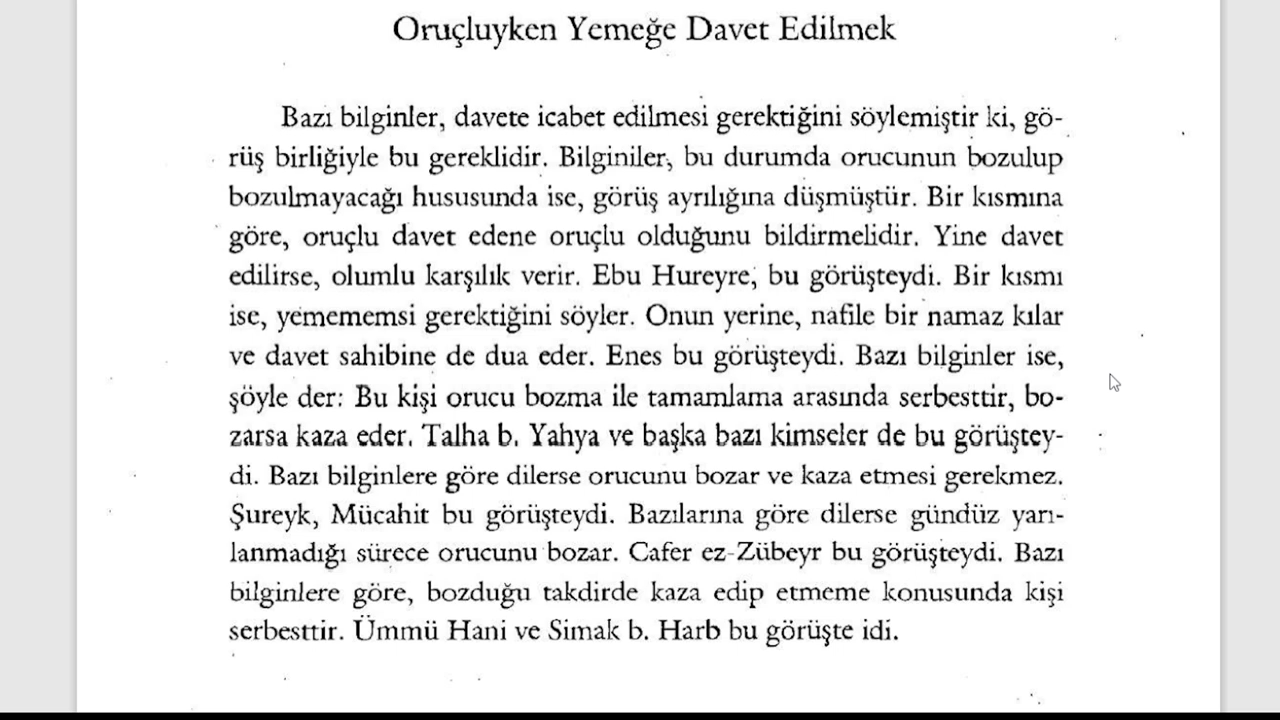 Oruçluyken Yemeğe Davet Edilmek
Bazı bilginler, davete icabet edilmesi gerektiğini söylemiştir ki, gö-
rüş birliğiyle bu gereklidir. Bilginiler, bu durumda orucunun bozulup
bozulmayacağı hususunda ise, görüş ayrılığına düşmüştür. Bir kısmına
göre, oruçlu davet edene oruçlu olduğunu bildirmelidir. Yine davet
edilirse, olumlu karşılık verir. Ebu Hureyre, bu görüşteydi. Bir kısmı
ise, yemememsi gerektiğini söyler. Onun yerine, nafile bir namaz kılar
ve davet sahibine de dua eder. Enes bu görüşteydi. Bazı bilginler ise,
şöyle der: Bu kişi orucu bozma ile tamamlama arasında serbesttir, bo-
zarsa kaza eder. Talha b. Yahya ve başka bazı kimseler de bu görüştey-
di. Bazı bilginlere göre dilerse orucunu bozar ve kaza etmesi gerekmez.
Şureyk, Mücahit bu görüşteydi. Bazılarına göre dilerse gündüz yarı-
lanmadığı sürece orucunu bozar. Cafer ez-Zübeyr bu görüşteydi. Bazı
bilginlere göre, bozduğu takdirde kaza edip etmeme konusunda kişi
serbesttir. Ümmü Hani ve Simak b. Harb bu görüşte idi.